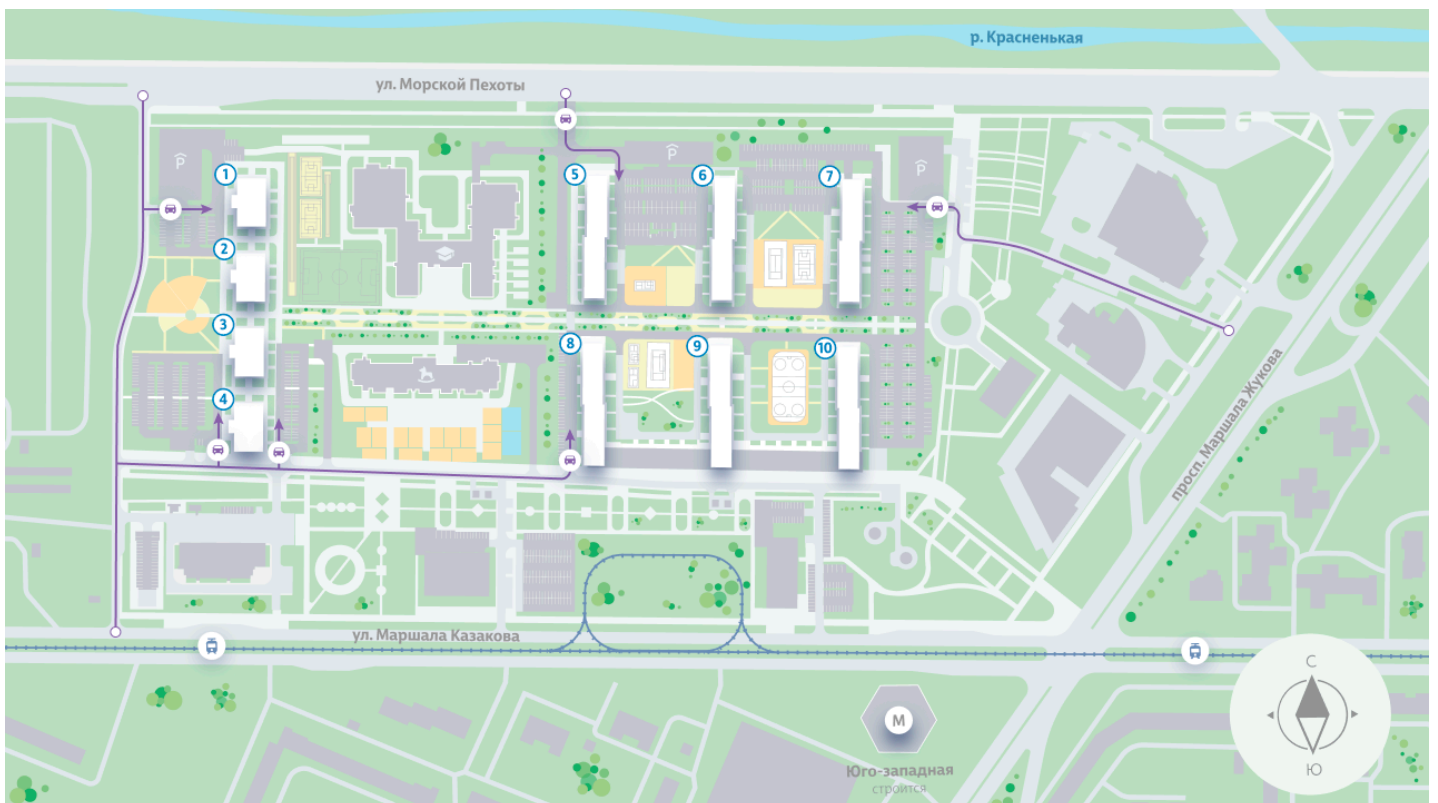 р. Красненькая
ул. Морской Пехоты
P
P
P
1
5
6
7
2
3
8
9
10
4
просп. Маршала Жукова
ул. Маршала Казакова
С
М
Ю
Юго-западная
строится